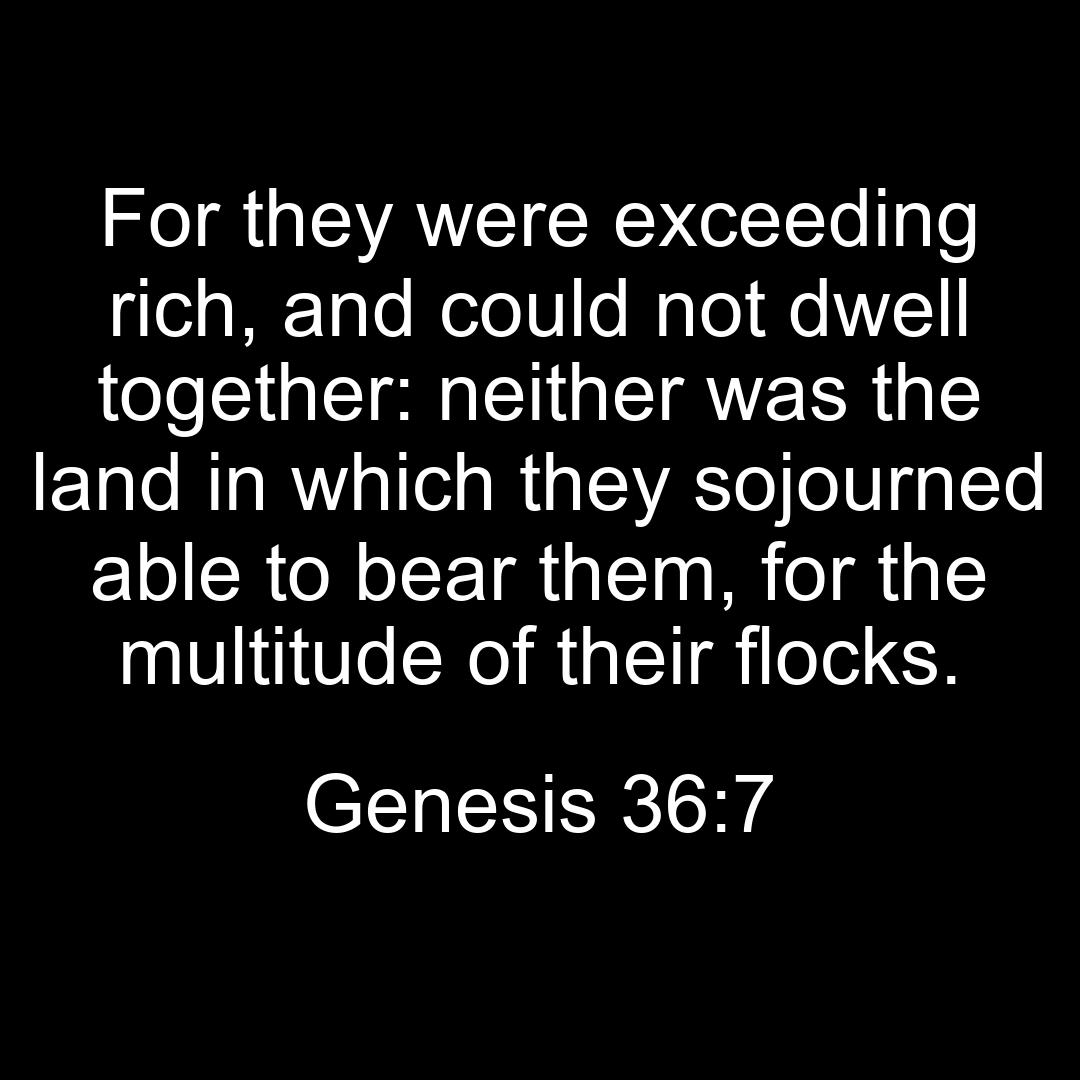 For they were exceeding
rich, and could not dwell
together: neither was the
land in which they sojourned
able to bear them, for the
multitude of their flocks.
Genesis 36:7